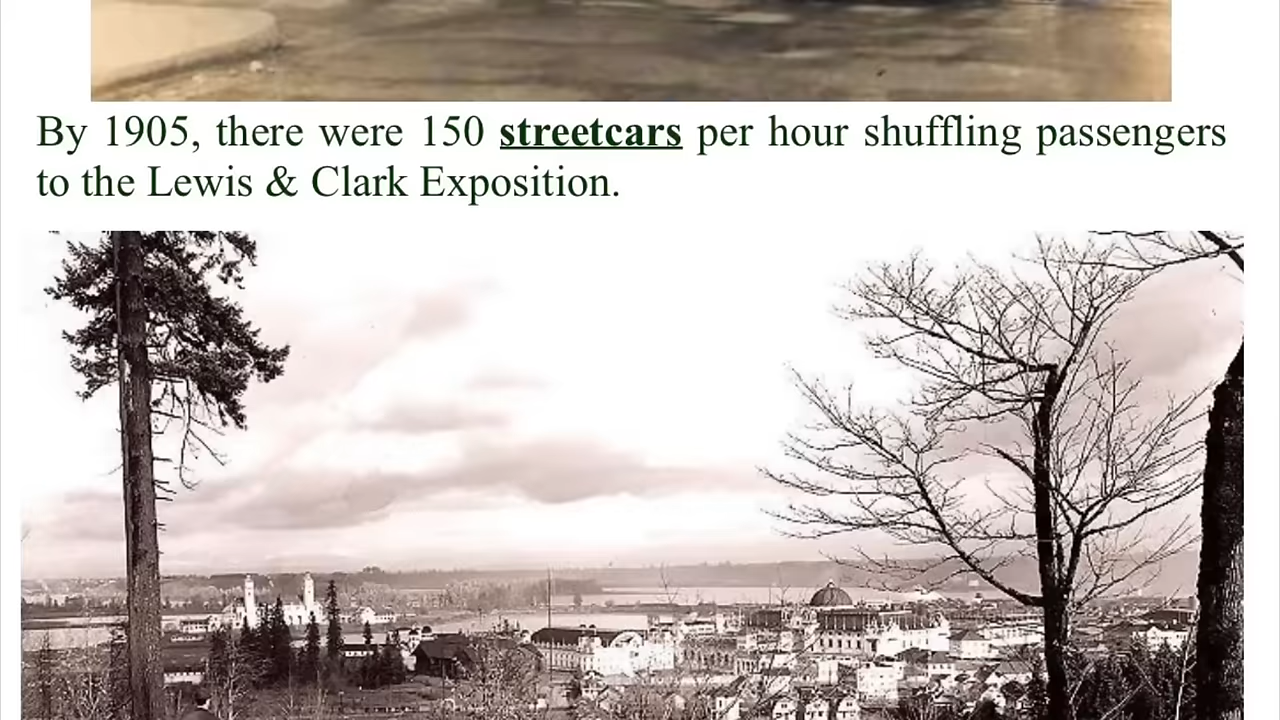 By 1905, there were 150 streetcars per hour shuffling passengers
to the Lewis & Clark Exposition.